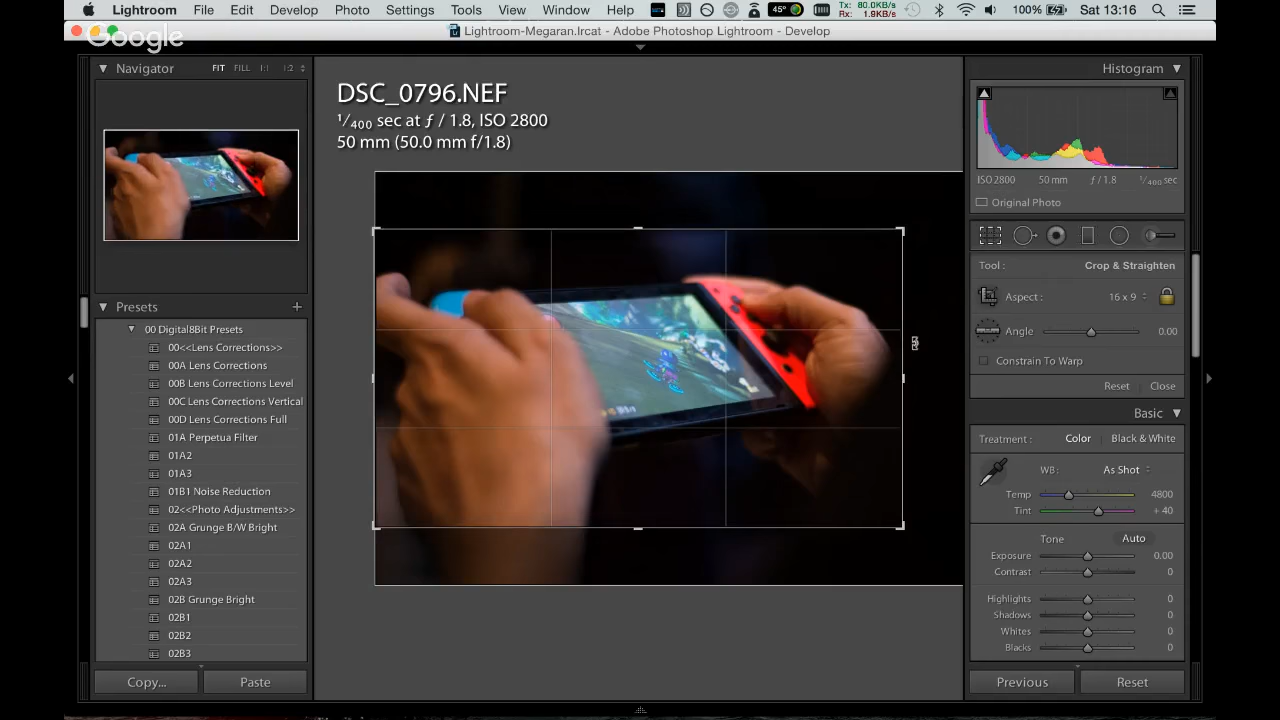 Lightroom File Edit Develop Photo Settings Tools View Window Help 45° Tx: 80.0KB/s Rx: 1.9KB/s 100% Sat 13:16
Google
Lightroom-Megaran.lrcat - Adobe Photoshop Lightroom - Develop
Navigator FIT FILL 1:1 1:2
Presets +
00 Digital8Bit Presets
00<<Lens Corrections>>
00A Lens Corrections
00B Lens Corrections Level
00C Lens Corrections Vertical
00D Lens Corrections Full
01A Perpetua Filter
01A2
01A3
01B1 Noise Reduction
02<<Photo Adjustments>>
02A Grunge B/W Bright
02A1
02A2
02A3
02B Grunge Bright
02B1
02B2
02B3
Copy... Paste
DSC_0796.NEF
1/400 sec at ƒ / 1.8, ISO 2800
50 mm (50.0 mm f/1.8)
Histogram
ISO 2800 50 mm ƒ / 1.8 1/400 sec
Original Photo
Tool : Crop & Straighten
Aspect : 16 x 9
Angle 0.00
Constrain To Warp
Reset Close
Basic
Treatment : Color Black & White
WB : As Shot
Temp 4800
Tint + 40
Tone Auto
Exposure 0.00
Contrast 0
Highlights 0
Shadows 0
Whites 0
Blacks 0
Previous Reset